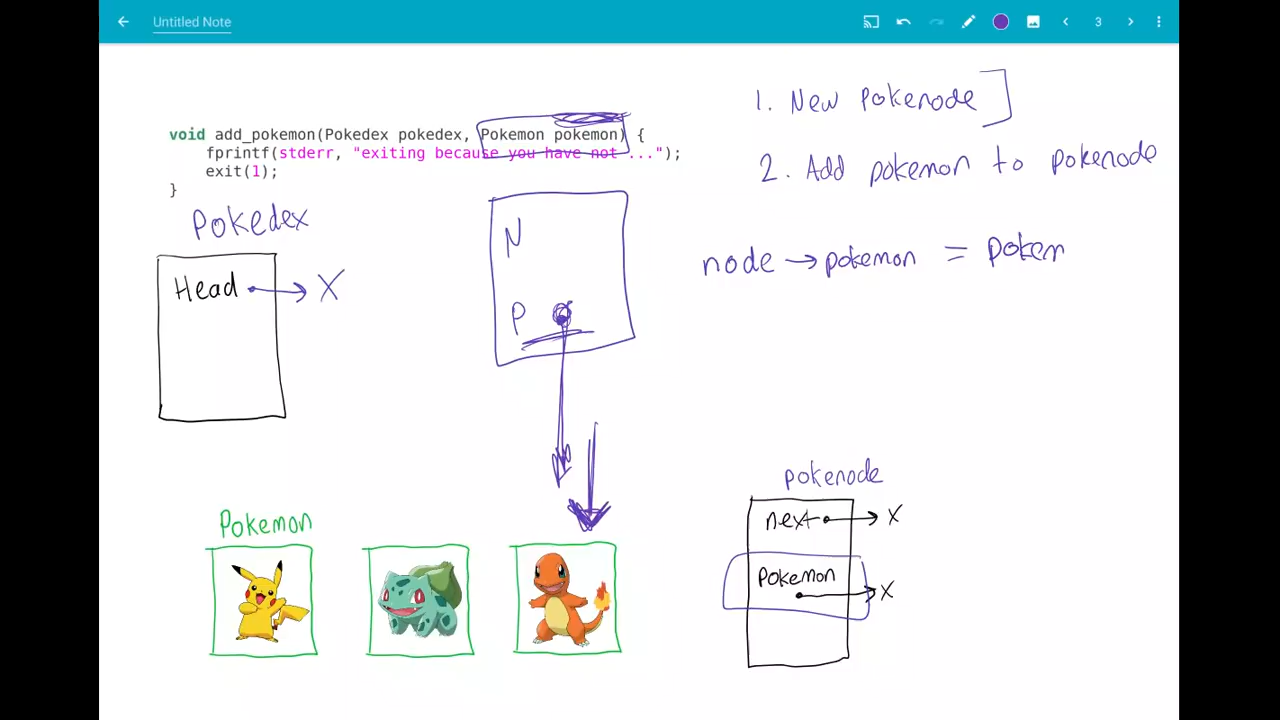 Untitled Note
3
1. New pokenode
void add_pokemon(Pokedex pokedex, Pokemon pokemon) {
fprintf(stderr, "exiting because you have not ...");
exit(1);
}
2. Add pokemon to pokenode
Pokedex
Head X
N
P
node → pokemon = pokem
pokenode
next X
Pokemon X
Pokemon